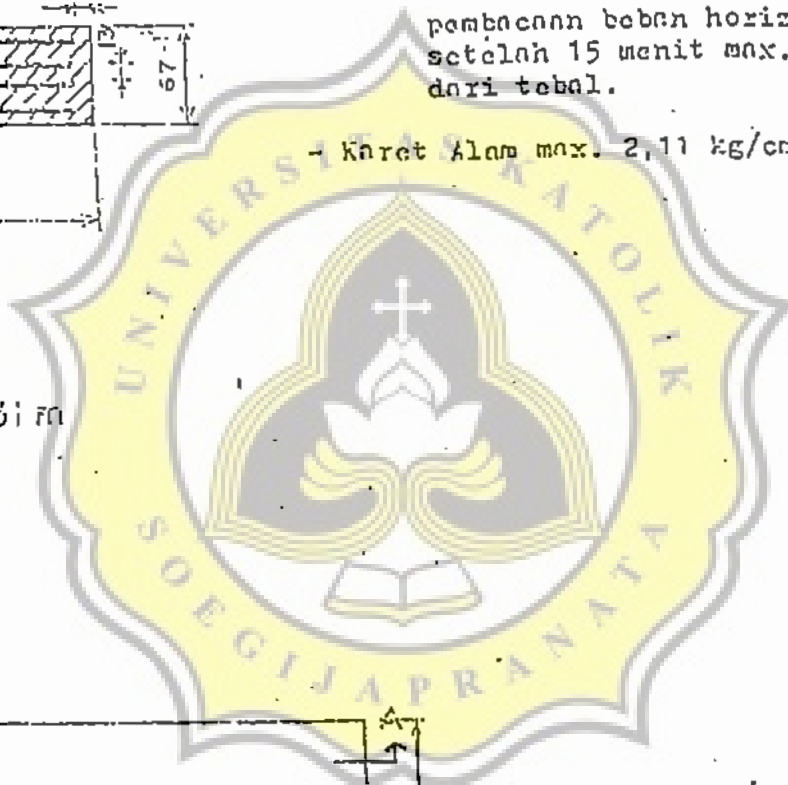 pembacaan beban horiz
setelah 15 menit max.
dari tebal.
67
- Karet Alam max. 2,11 kg/cm
UNIVERSITAS KATOLIK
SOEGIJAPRANATA
A